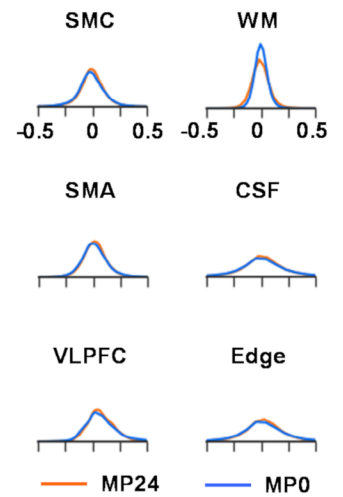 SMC WM
-0.5 0 0.5 -0.5 0 0.5
SMA CSF
VLPFC Edge
MP24 MP0